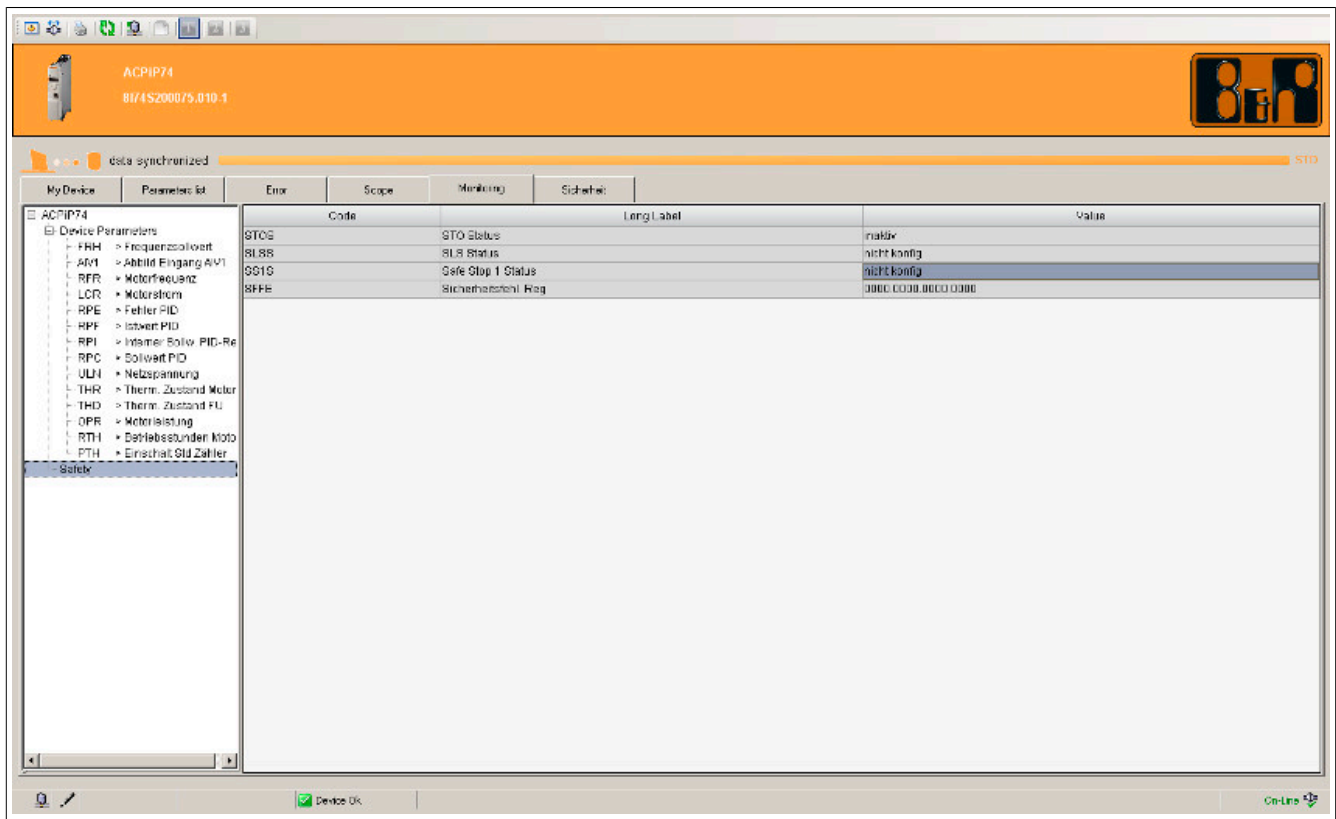 ACPiP74
8I74S200075.010-1
B&R
data synchronized
STO
My Device Parameters list Error Scope Monitoring Sicherheit
ACPiP74
Device Parameters
FRH > Frequenzsollwert
AIV1 > Abbild Eingang AIV1
RFR > Motorfrequenz
LCR > Motorstrom
RPE > Fehler PID
RPF > Istwert PID
RPI > Interner Sollw. PID-Re
RPC > Sollwert PID
ULN > Netzspannung
THR > Therm. Zustand Motor
THD > Therm. Zustand FU
OPR > Motorleistung
RTH > Betriebsstunden Moto
PTH > Einschalt.Std.Zähler
Safety
Code Long Label Value
STOS STO Status inaktiv
SLSS SLS Status nicht konfig
SS1S Safe Stop 1 Status nicht konfig
SFFE Sicherheitsfehl. Reg 0000.0000.0000.0000
Device Ok
On-Line